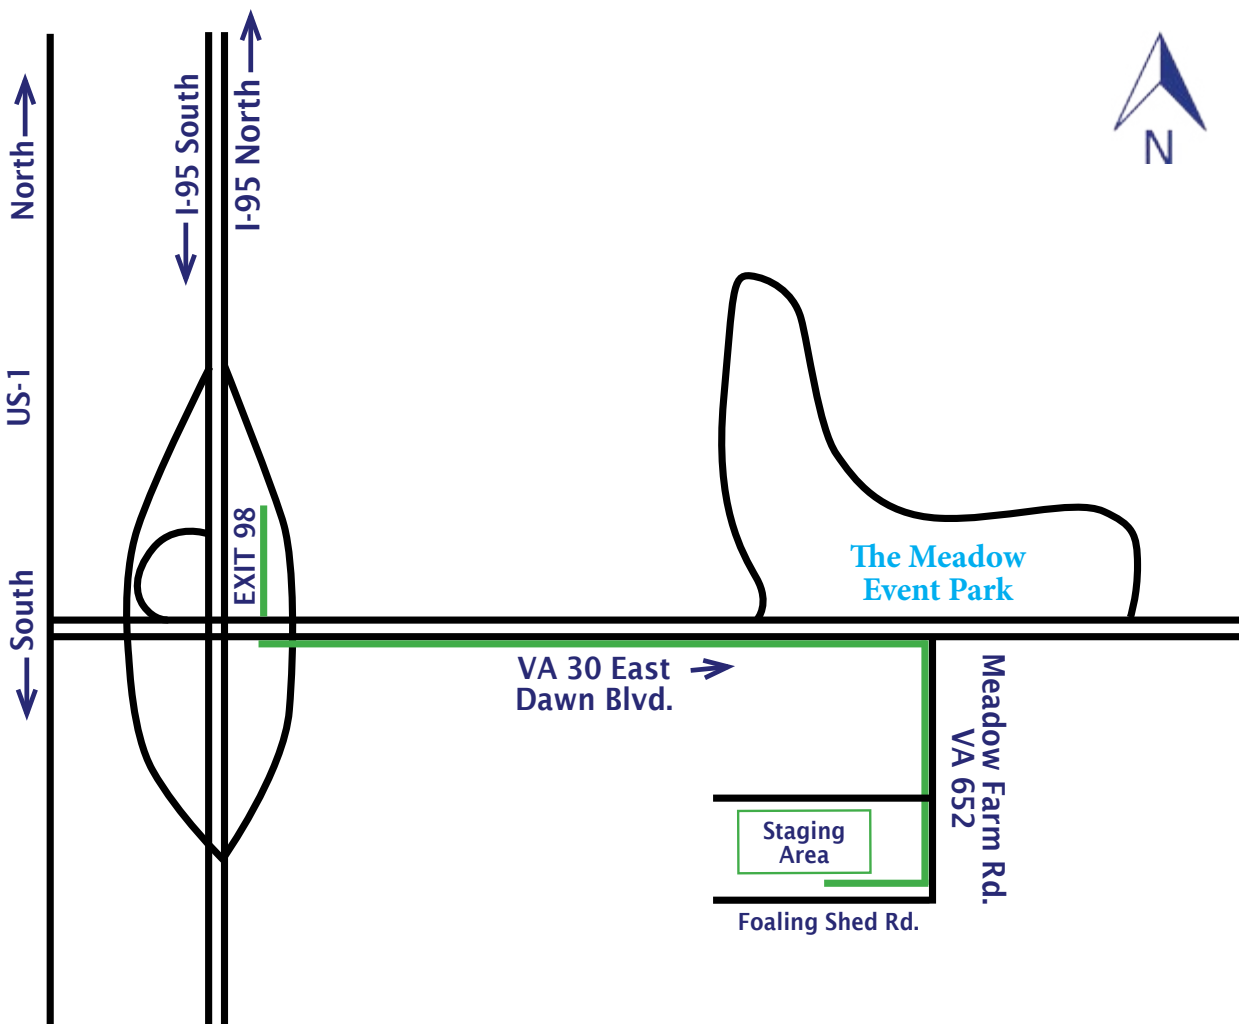 North
US-1
South
I-95 South
I-95 North
EXIT 98
N
The Meadow
Event Park
VA 30 East
Dawn Blvd.
Meadow Farm Rd.
VA 652
Staging
Area
Foaling Shed Rd.